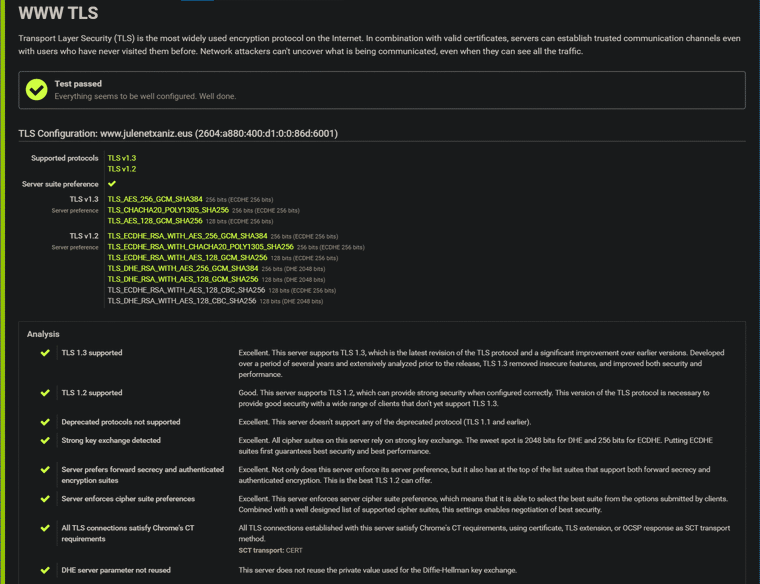 WWW TLS
Transport Layer Security (TLS) is the most widely used encryption protocol on the Internet. In combination with valid certificates, servers can establish trusted communication channels even
with users who have never visited them before. Network attackers can't uncover what is being communicated, even when they can see all the traffic.
Test passed
Everything seems to be well configured. Well done.
TLS Configuration: www.julenetxaniz.eus (2604:a880:400:d1:0:0:86d:6001)
Supported protocols TLS v1.3
TLS v1.2
Server suite preference
TLS v1.3 TLS_AES_256_GCM_SHA384 256 bits (ECDHE 256 bits)
Server preference TLS_CHACHA20_POLY1305_SHA256 256 bits (ECDHE 256 bits)
TLS_AES_128_GCM_SHA256 128 bits (ECDHE 256 bits)
TLS v1.2 TLS_ECDHE_RSA_WITH_AES_256_GCM_SHA384 256 bits (ECDHE 256 bits)
Server preference TLS_ECDHE_RSA_WITH_CHACHA20_POLY1305_SHA256 256 bits (ECDHE 256 bits)
TLS_ECDHE_RSA_WITH_AES_128_GCM_SHA256 128 bits (ECDHE 256 bits)
TLS_DHE_RSA_WITH_AES_256_GCM_SHA384 256 bits (DHE 2048 bits)
TLS_DHE_RSA_WITH_AES_128_GCM_SHA256 128 bits (DHE 2048 bits)
TLS_ECDHE_RSA_WITH_AES_128_CBC_SHA256 128 bits (ECDHE 256 bits)
TLS_DHE_RSA_WITH_AES_128_CBC_SHA256 128 bits (DHE 2048 bits)
Analysis
TLS 1.3 supported Excellent. This server supports TLS 1.3, which is the latest revision of the TLS protocol and a significant improvement over earlier versions. Developed
over a period of several years and extensively analyzed prior to the release, TLS 1.3 removed insecure features, and improved both security and
performance.
TLS 1.2 supported Good. This server supports TLS 1.2, which can provide strong security when configured correctly. This version of the TLS protocol is necessary to
provide good security with a wide range of clients that don't yet support TLS 1.3.
Deprecated protocols not supported Excellent. This server doesn't support any of the deprecated protocol (TLS 1.1 and earlier).
Strong key exchange detected Excellent. All cipher suites on this server rely on strong key exchange. The sweet spot is 2048 bits for DHE and 256 bits for ECDHE. Putting ECDHE
suites first guarantees best security and best performance.
Server prefers forward secrecy and authenticated Excellent. Not only does this server enforce its server preference, but it also has at the top of the list suites that support both forward secrecy and
encryption suites authenticated encryption. This is the best TLS 1.2 can offer.
Server enforces cipher suite preferences Excellent. This server enforces server cipher suite preference, which means that it is able to select the best suite from the options submitted by clients.
Combined with a well designed list of supported cipher suites, this settings enables negotiation of best security.
All TLS connections satisfy Chrome's CT All TLS connections established with this server satisfy Chrome's CT requirements, using certificate, TLS extension, or OCSP response as SCT transport
requirements method.
SCT transport: CERT
DHE server parameter not reused This server does not reuse the private value used for the Diffie-Hellman key exchange.